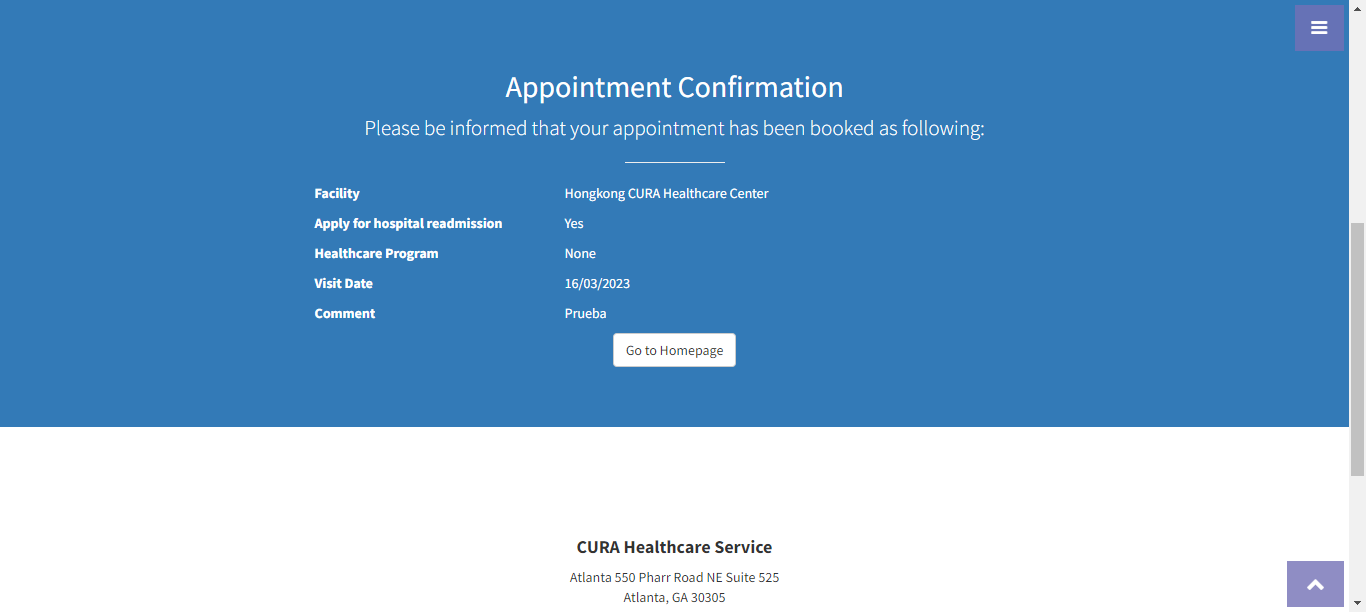 Appointment Confirmation
Please be informed that your appointment has been booked as following:
Facility Hongkong CURA Healthcare Center
Apply for hospital readmission Yes
Healthcare Program None
Visit Date 16/03/2023
Comment Prueba
Go to Homepage
CURA Healthcare Service
Atlanta 550 Pharr Road NE Suite 525
Atlanta, GA 30305